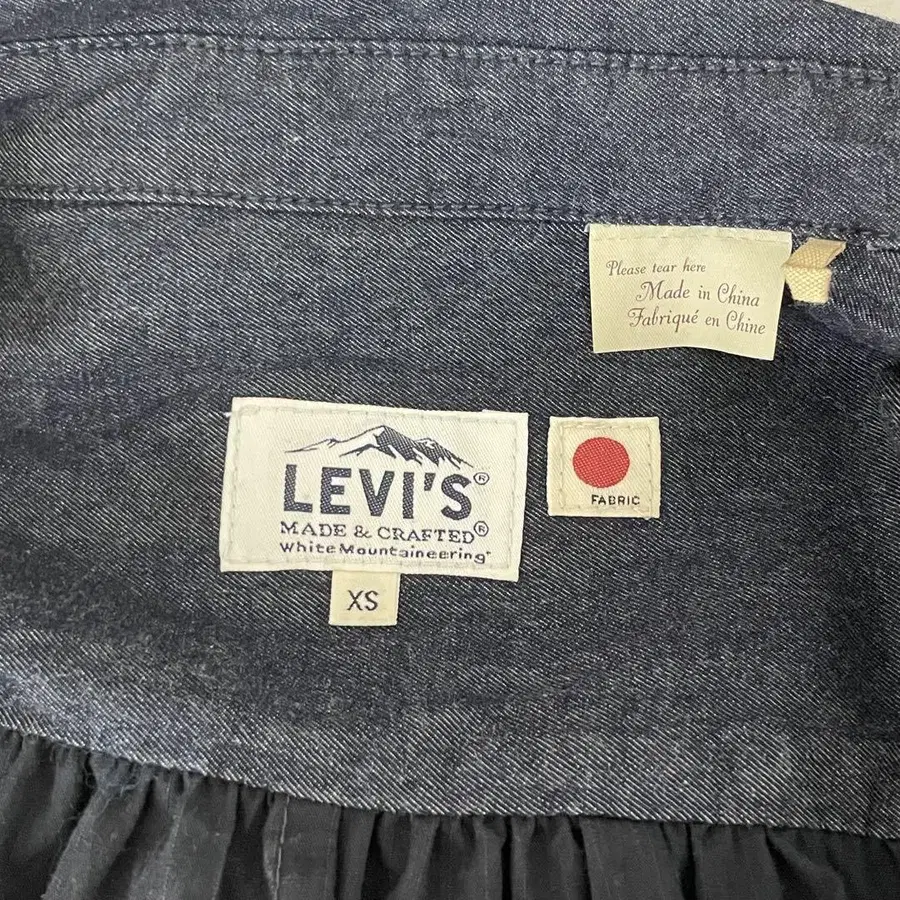 Please tear here
Made in China
Fabriqué en Chine
LEVI'S®
MADE & CRAFTED®
White Mountaineering
XS
FABRIC